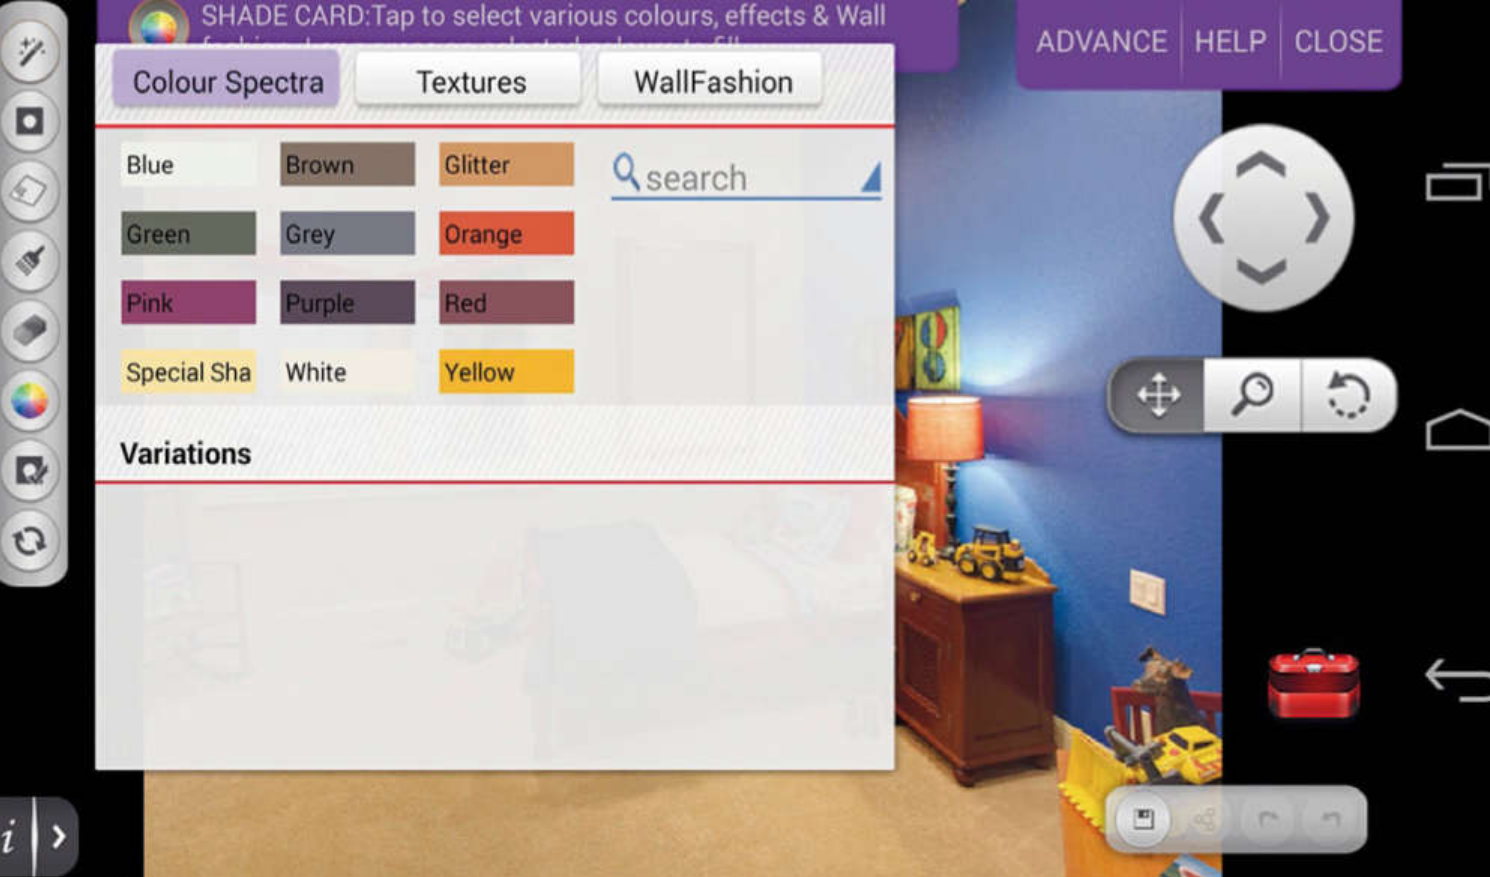 SHADE CARD:Tap to select various colours, effects & Wall
ADVANCE HELP CLOSE
Colour Spectra Textures WallFashion
Blue Brown Glitter search
Green Grey Orange
Pink Purple Red
Special Sha White Yellow
Variations
i